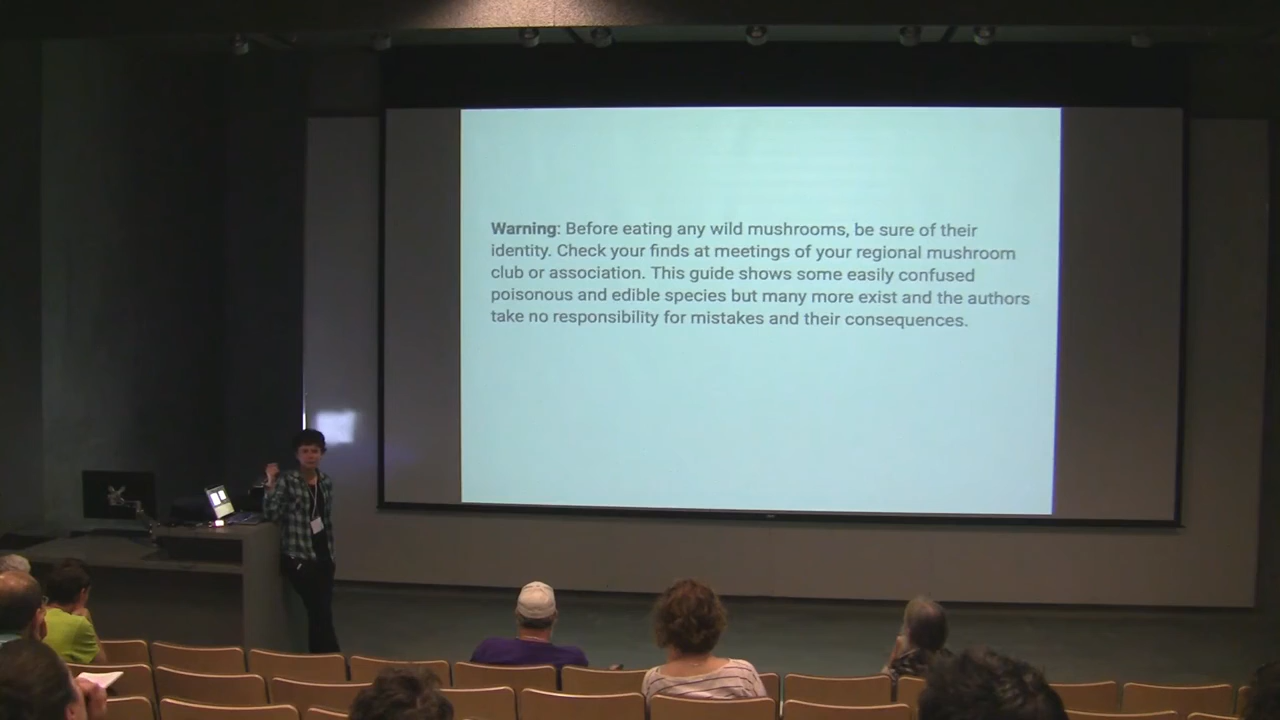 Warning: Before eating any wild mushrooms, be sure of their
identity. Check your finds at meetings of your regional mushroom
club or association. This guide shows some easily confused
poisonous and edible species but many more exist and the authors
take no responsibility for mistakes and their consequences.